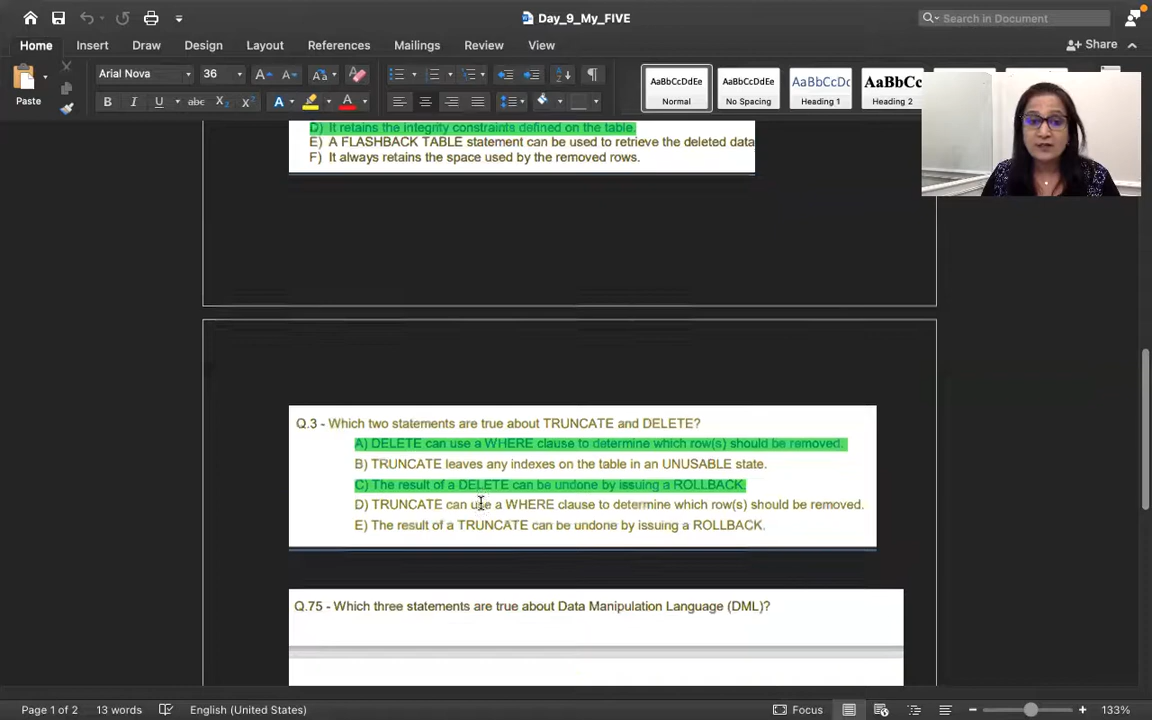 Day_9_My_FIVE
Search in Document
Home Insert Draw Design Layout References Mailings Review View
Share
Paste
Arial Nova 36
AaBbCcDdEe AaBbCcDdEe AaBbCcDc AaBbCc
Normal No Spacing Heading 1 Heading 2
D) It retains the integrity constraints defined on the table.
E) A FLASHBACK TABLE statement can be used to retrieve the deleted data
F) It always retains the space used by the removed rows.
Q.3 - Which two statements are true about TRUNCATE and DELETE?
A) DELETE can use a WHERE clause to determine which row(s) should be removed.
B) TRUNCATE leaves any indexes on the table in an UNUSABLE state.
C) The result of a DELETE can be undone by issuing a ROLLBACK.
D) TRUNCATE can use a WHERE clause to determine which row(s) should be removed.
E) The result of a TRUNCATE can be undone by issuing a ROLLBACK.
Q.75 - Which three statements are true about Data Manipulation Language (DML)?
Page 1 of 2 13 words English (United States) Focus 133%